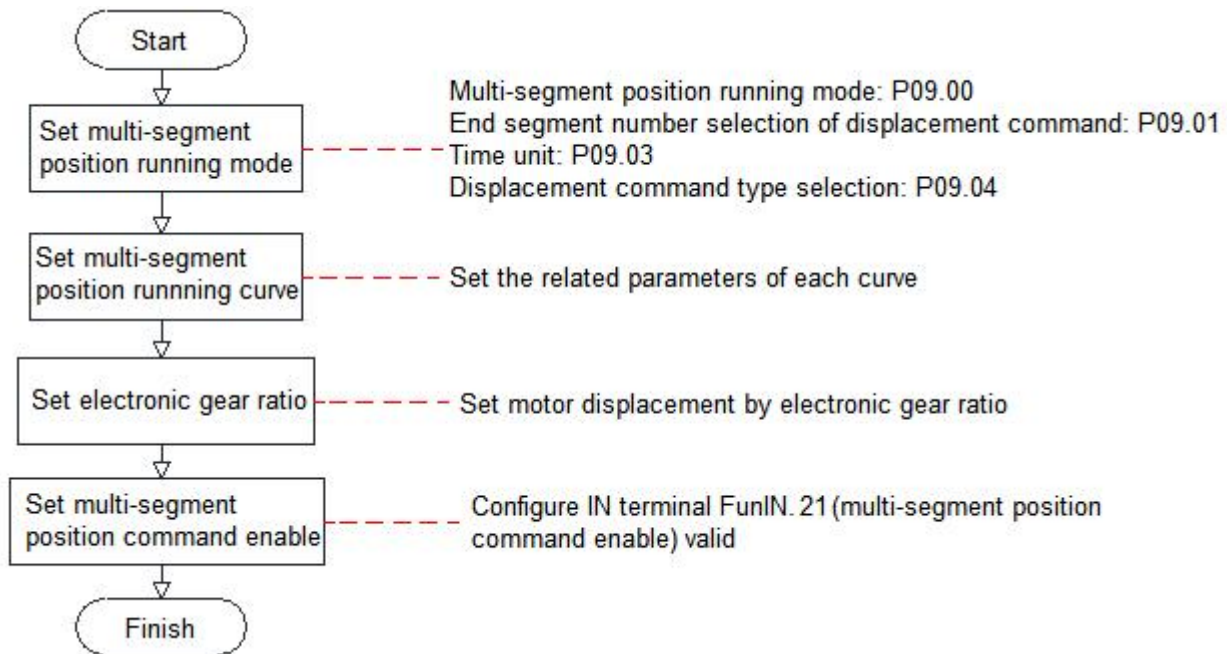 Start
Set multi-segment
position running mode
Multi-segment position running mode: P09.00
End segment number selection of displacement command: P09.01
Time unit: P09.03
Displacement command type selection: P09.04
Set multi-segment
position runnning curve
Set the related parameters of each curve
Set electronic gear ratio
Set motor displacement by electronic gear ratio
Set multi-segment
position command enable
Configure IN terminal FunIN. 21 (multi-segment position
command enable) valid
Finish